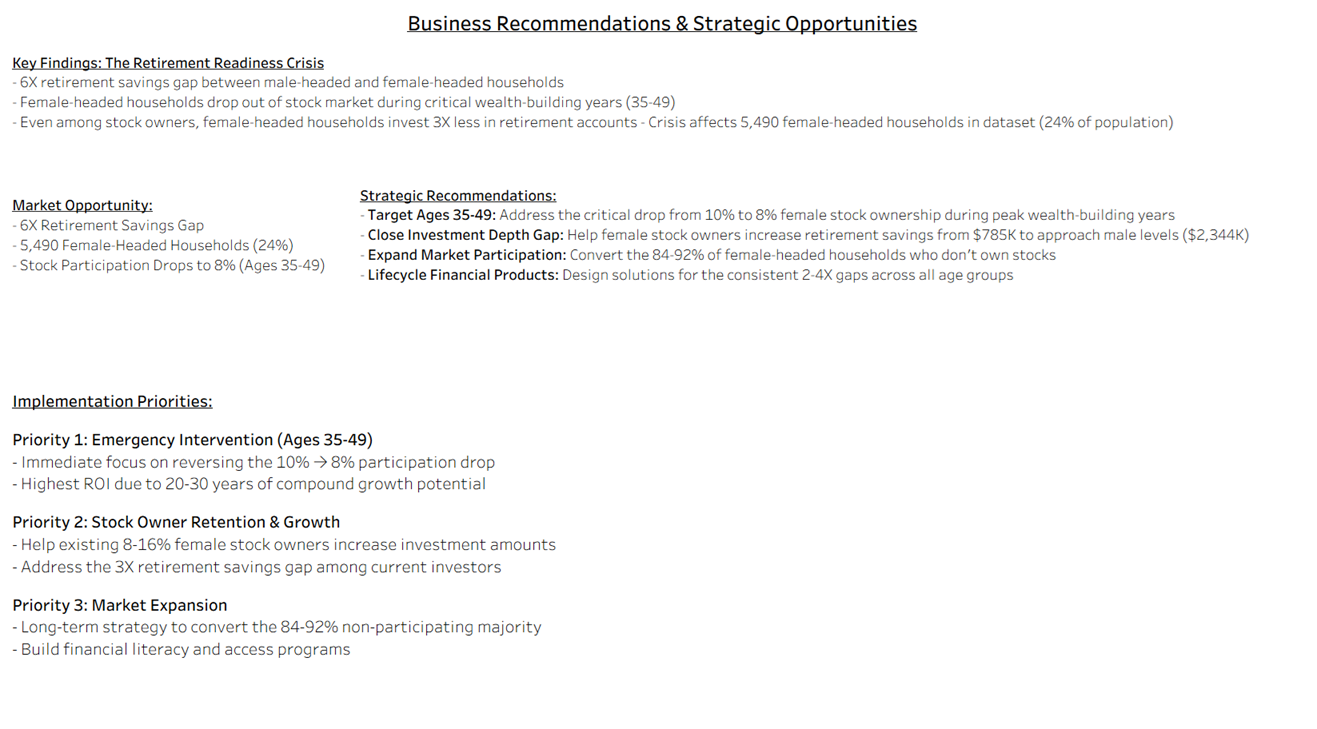 Business Recommendations & Strategic Opportunities
Key Findings: The Retirement Readiness Crisis
- 6X retirement savings gap between male-headed and female-headed households
- Female-headed households drop out of stock market during critical wealth-building years (35-49)
- Even among stock owners, female-headed households invest 3X less in retirement accounts - Crisis affects 5,490 female-headed households in dataset (24% of population)
Market Opportunity:
- 6X Retirement Savings Gap
- 5,490 Female-Headed Households (24%)
- Stock Participation Drops to 8% (Ages 35-49)
Strategic Recommendations:
- Target Ages 35-49: Address the critical drop from 10% to 8% female stock ownership during peak wealth-building years
- Close Investment Depth Gap: Help female stock owners increase retirement savings from $785K to approach male levels ($2,344K)
- Expand Market Participation: Convert the 84-92% of female-headed households who don't own stocks
- Lifecycle Financial Products: Design solutions for the consistent 2-4X gaps across all age groups
Implementation Priorities:
Priority 1: Emergency Intervention (Ages 35-49)
- Immediate focus on reversing the 10% → 8% participation drop
- Highest ROI due to 20-30 years of compound growth potential
Priority 2: Stock Owner Retention & Growth
- Help existing 8-16% female stock owners increase investment amounts
- Address the 3X retirement savings gap among current investors
Priority 3: Market Expansion
- Long-term strategy to convert the 84-92% non-participating majority
- Build financial literacy and access programs